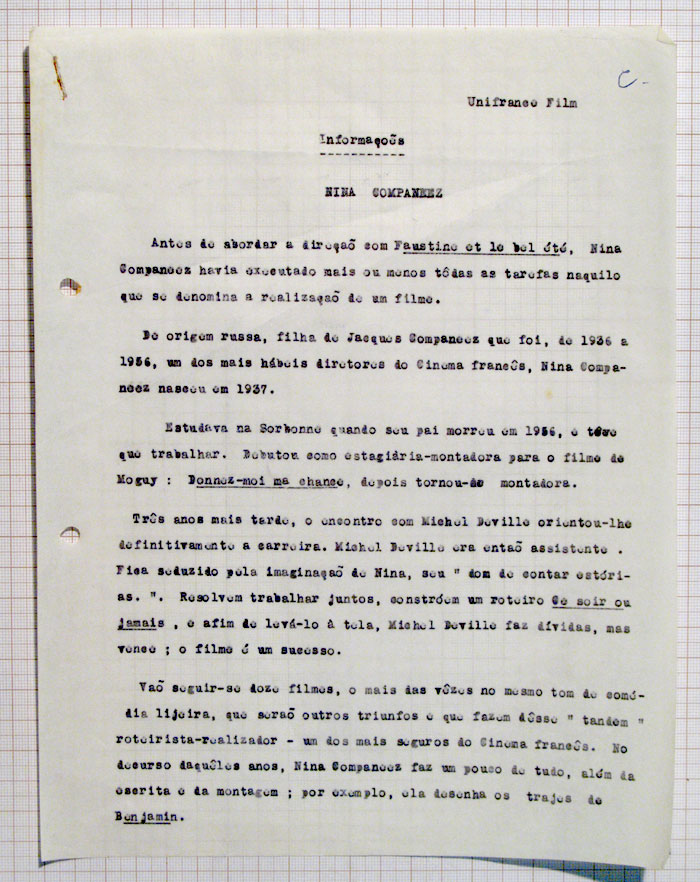 C-
Unifrance Film
Informaçoẽs
NINA COMPANEEZ
Antes de abordar a direçaõ com Faustine et le bel été, Nina
Companeez havia executado mais ou menos tôdas as tarefas naquilo
que se denomina a realizaçaõ de um filme.
De origem russa, filha de Jacques Companeez que foi, de 1936 a
1956, um dos mais hábeis diretores do Cinema francês, Nina Compa-
neez nasceu em 1937.
Estudava na Sorbonne quando seu pai morreu em 1956, e teve
que trabalhar. Debutou como estagiária-montadora para o filme de
Moguy : Donnez-moi ma chance, depois tornou-se montadora.
Três anos mais tarde, o encontro com Michel Deville orientou-lhe
definitivamente a carreira. Michel Deville era entaõ assistente .
Fica seduzido pela imaginaçaõ de Nina, seu " dom de contar estóri-
as. ". Resolvem trabalhar juntos, constróem um roteiro Ce soir ou
jamais , e afim de levá-lo à tela, Michel Deville faz dívidas, mas
vence ; o filme é um sucesso.
Vaõ seguir-se doze filmes, o mais das vêzes no mesmo tom de comé-
dia lijeira, que seraõ outros triunfos e que fazem dêsse " tandem "
roteirista-realizador - um dos mais seguros do Cinema francês. No
decurso daquêles anos, Nina Companeez faz um pouco de tudo, além da
escrita e da montagem ; por exemplo, ela desenha os trajes de
Benjamin.